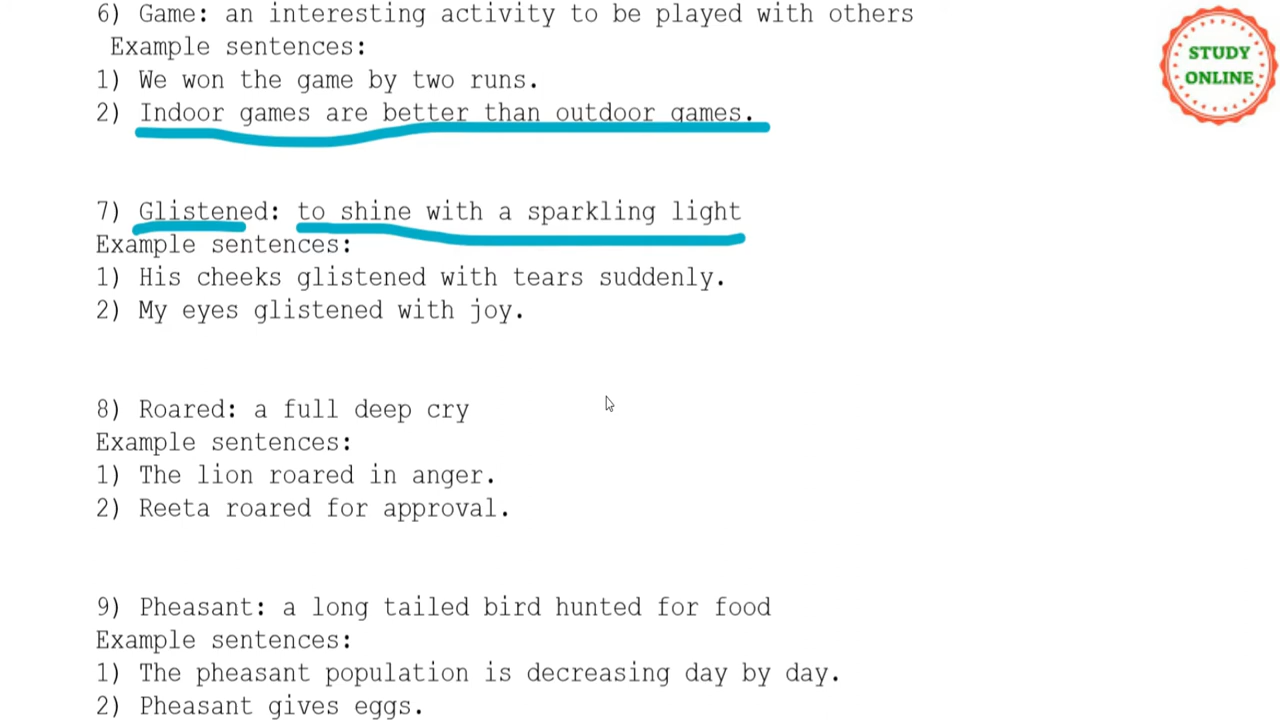 6) Game: an interesting activity to be played with others
Example sentences:
1) We won the game by two runs.
2) Indoor games are better than outdoor games.
7) Glistened: to shine with a sparkling light
Example sentences:
1) His cheeks glistened with tears suddenly.
2) My eyes glistened with joy.
8) Roared: a full deep cry
Example sentences:
1) The lion roared in anger.
2) Reeta roared for approval.
9) Pheasant: a long tailed bird hunted for food
Example sentences:
1) The pheasant population is decreasing day by day.
2) Pheasant gives eggs.
STUDY
ONLINE